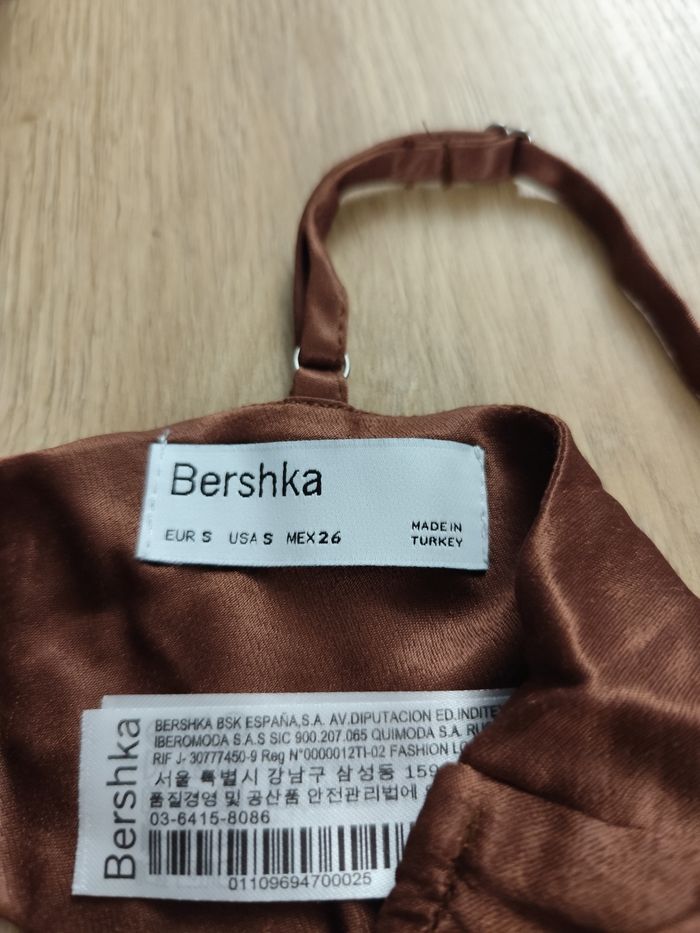 Bershka
EUR S USA S MEX 26
MADE IN
TURKEY
Bershka
BERSHKA BSK ESPAÑA,S.A. AV.DIPUTACION ED.INDITE
IBEROMODA S.A.S SIC 900.207.065 QUIMODA S.A. RU
RIF J- 30777450-9 Reg N°0000012TI-02 FASHION LO
서울 특별시 강남구 삼성동 159
품질경영 및 공산품 안전관리법에
03-6415-8086
01109694700025